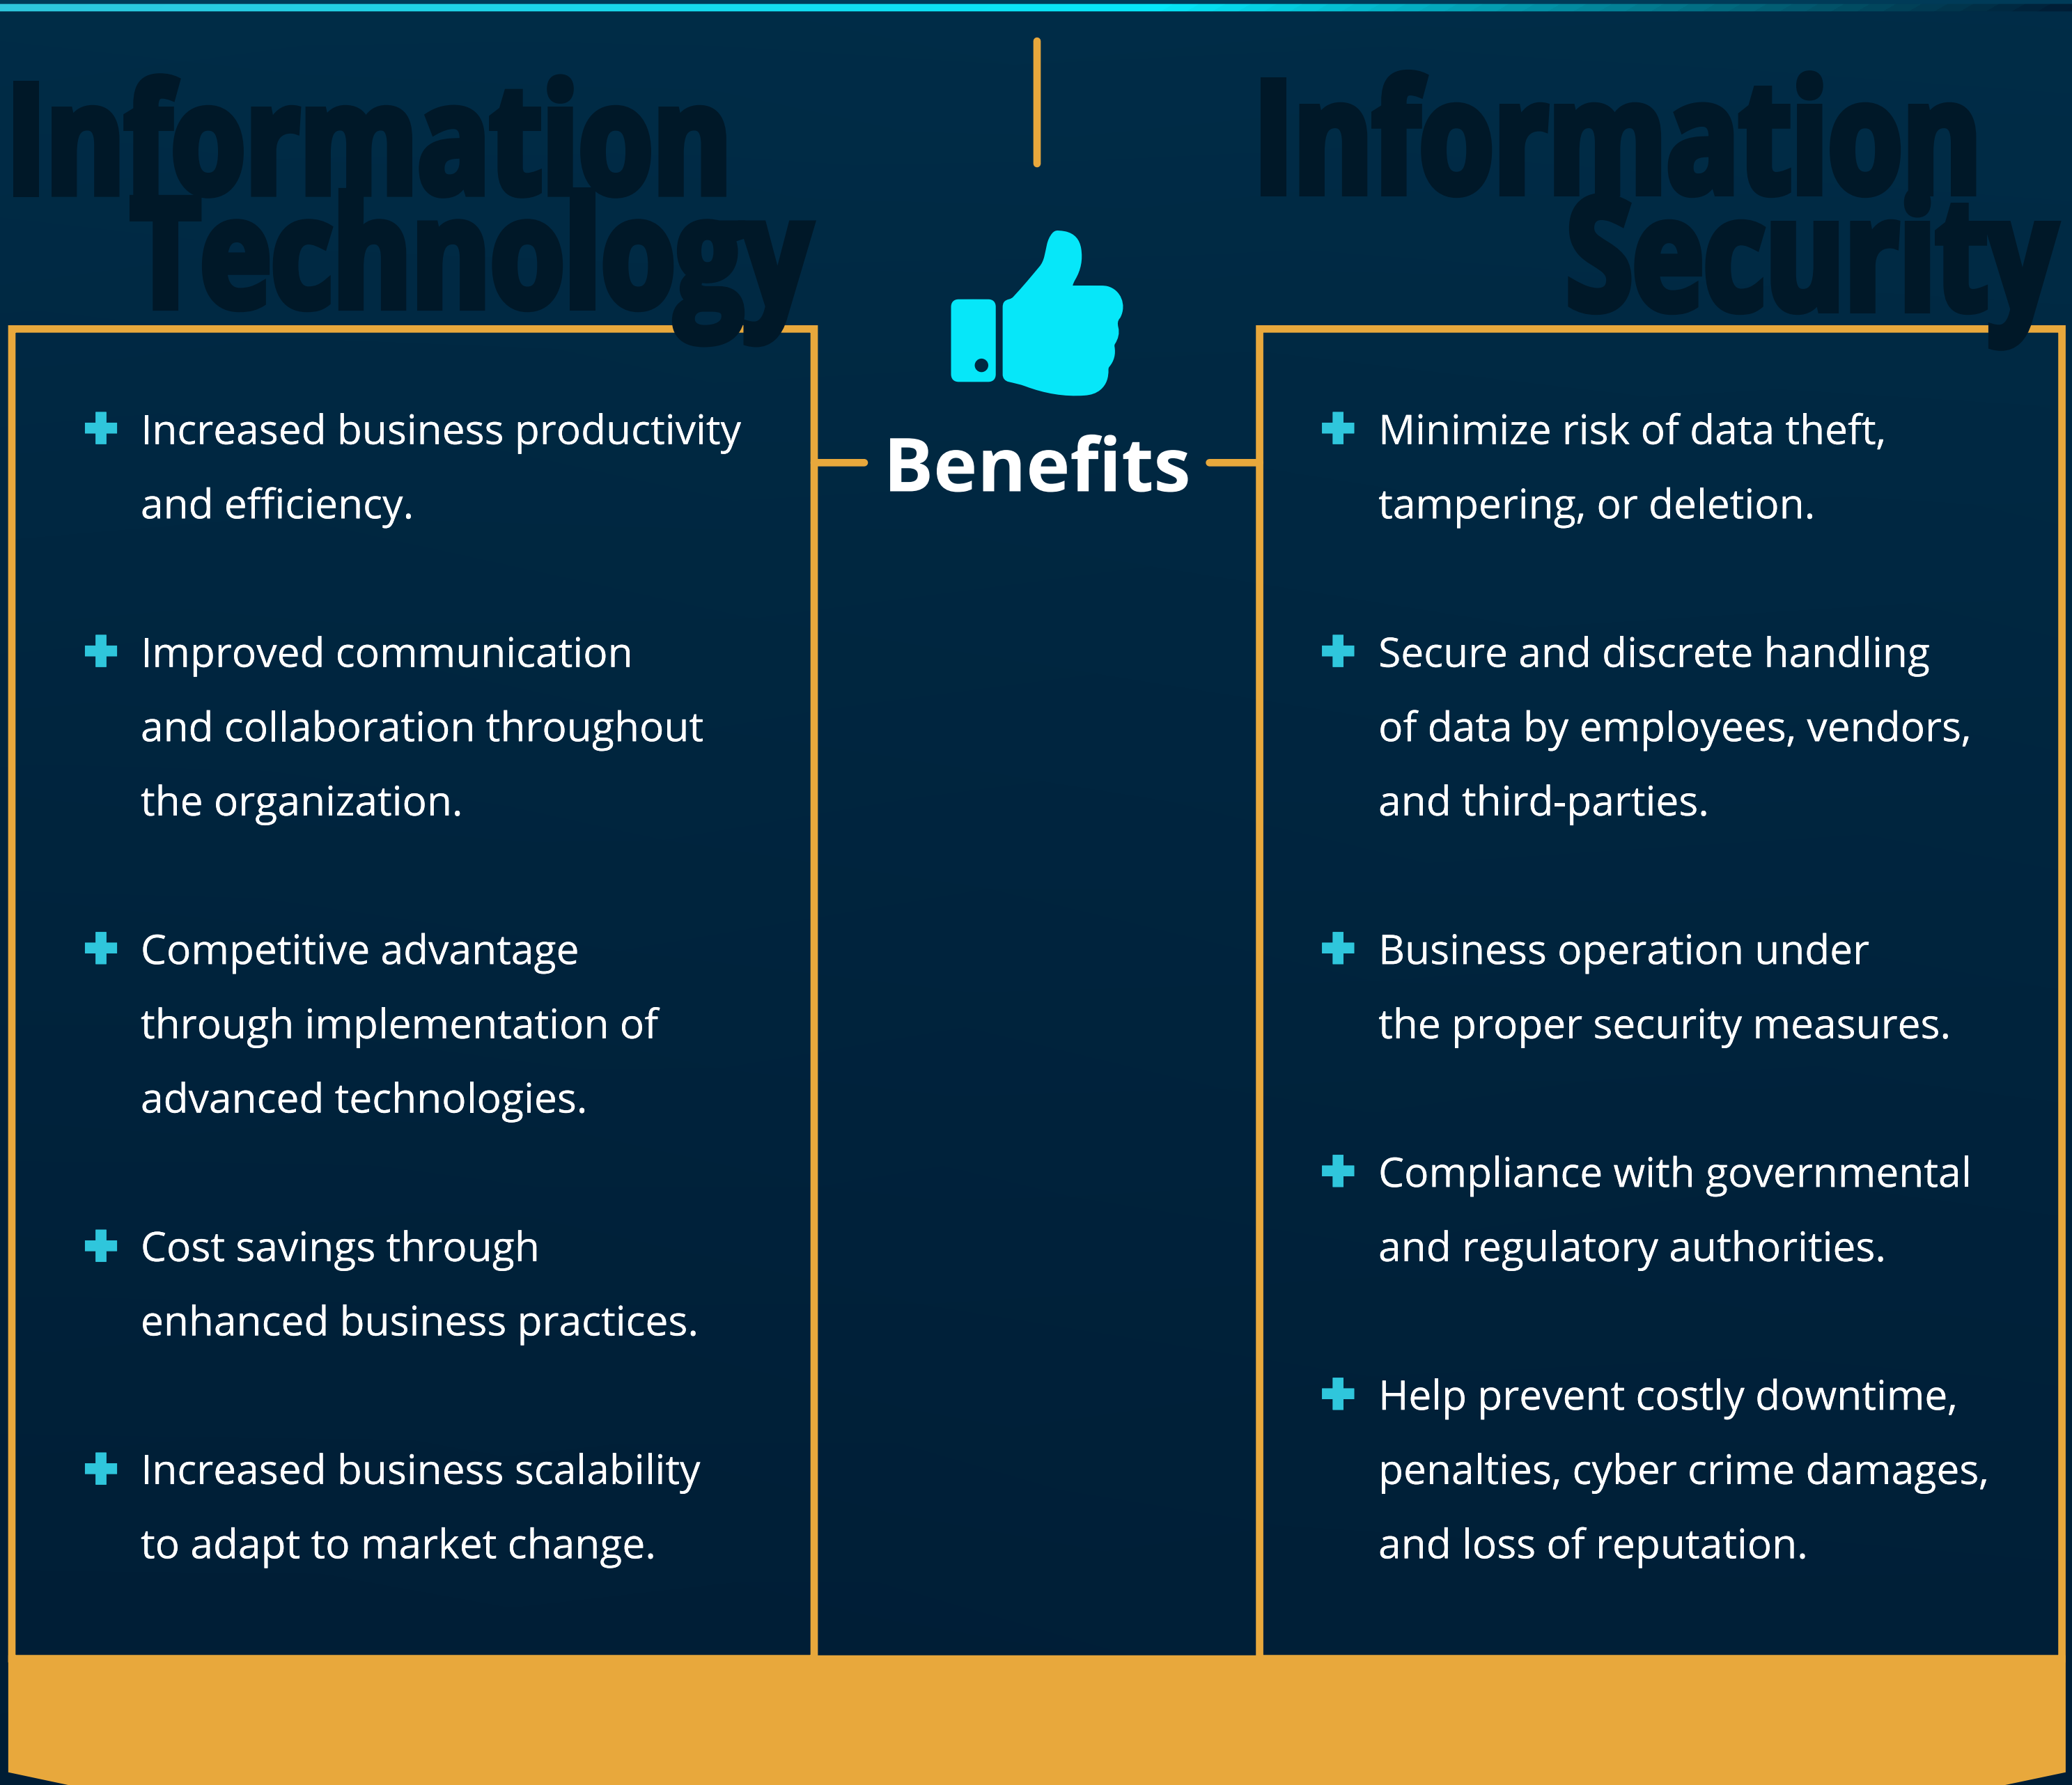 Information
Technology
Increased business productivity
and efficiency.
Improved communication
and collaboration throughout
the organization.
Competitive advantage
through implementation of
advanced technologies.
Cost savings through
enhanced business practices.
Increased business scalability
to adapt to market change.
Benefits
Information
Security
Minimize risk of data theft,
tampering, or deletion.
Secure and discrete handling
of data by employees, vendors,
and third-parties.
Business operation under
the proper security measures.
Compliance with governmental
and regulatory authorities.
Help prevent costly downtime,
penalties, cyber crime damages,
and loss of reputation.